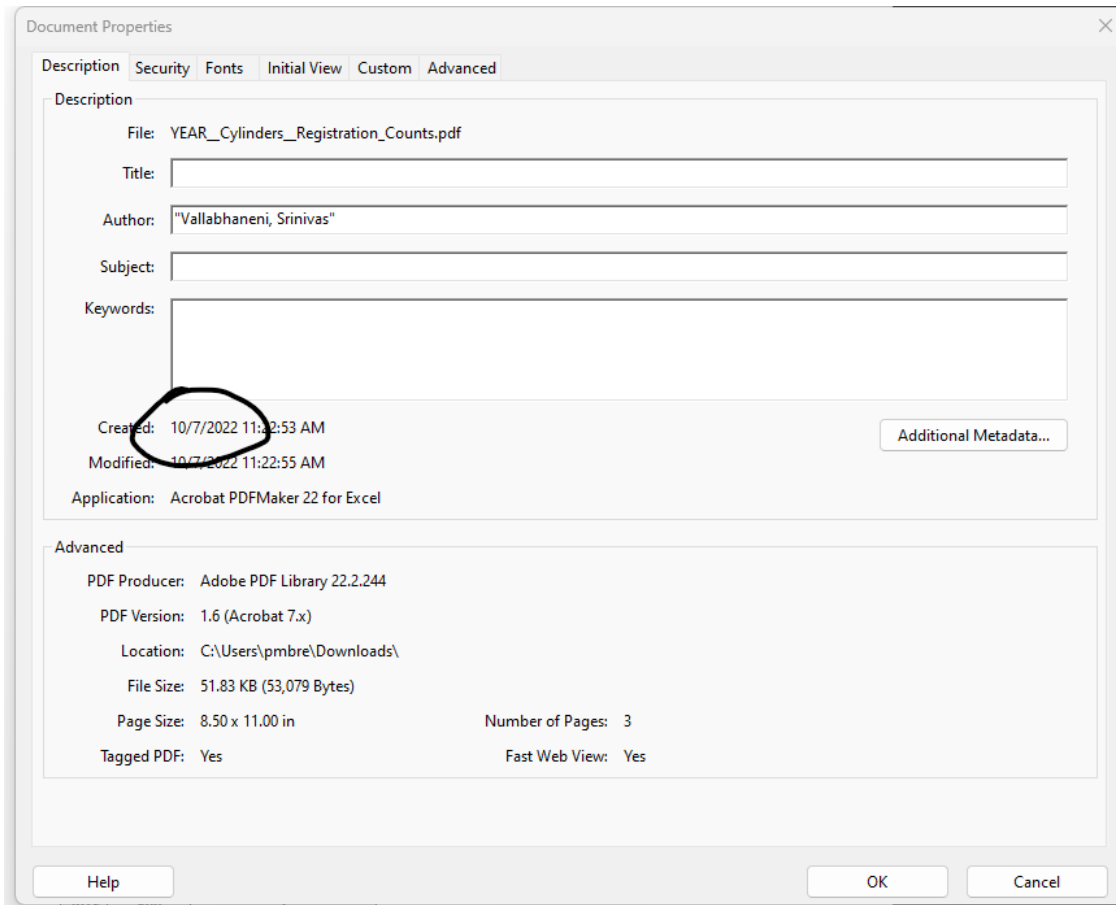 Document Properties
Description Security Fonts Initial View Custom Advanced
Description
File: YEAR__Cylinders__Registration_Counts.pdf
Title:
Author: "Vallabhaneni, Srinivas"
Subject:
Keywords:
Created: 10/7/2022 11:22:53 AM
Additional Metadata...
Modified: 10/7/2022 11:22:55 AM
Application: Acrobat PDFMaker 22 for Excel
Advanced
PDF Producer: Adobe PDF Library 22.2.244
PDF Version: 1.6 (Acrobat 7.x)
Location: C:\Users\pmbre\Downloads\
File Size: 51.83 KB (53,079 Bytes)
Page Size: 8.50 x 11.00 in Number of Pages: 3
Tagged PDF: Yes Fast Web View: Yes
Help OK Cancel